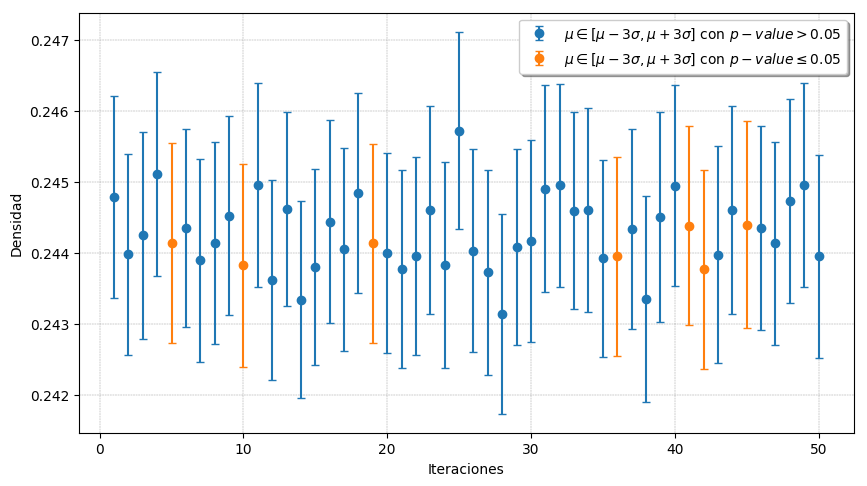 0.247
0.246
0.245
0.244
0.243
0.242
Densidad
μ ∈ [μ − 3σ, μ + 3σ] con p − value > 0.05
μ ∈ [μ − 3σ, μ + 3σ] con p − value ≤ 0.05
0 10 20 30 40 50
Iteraciones